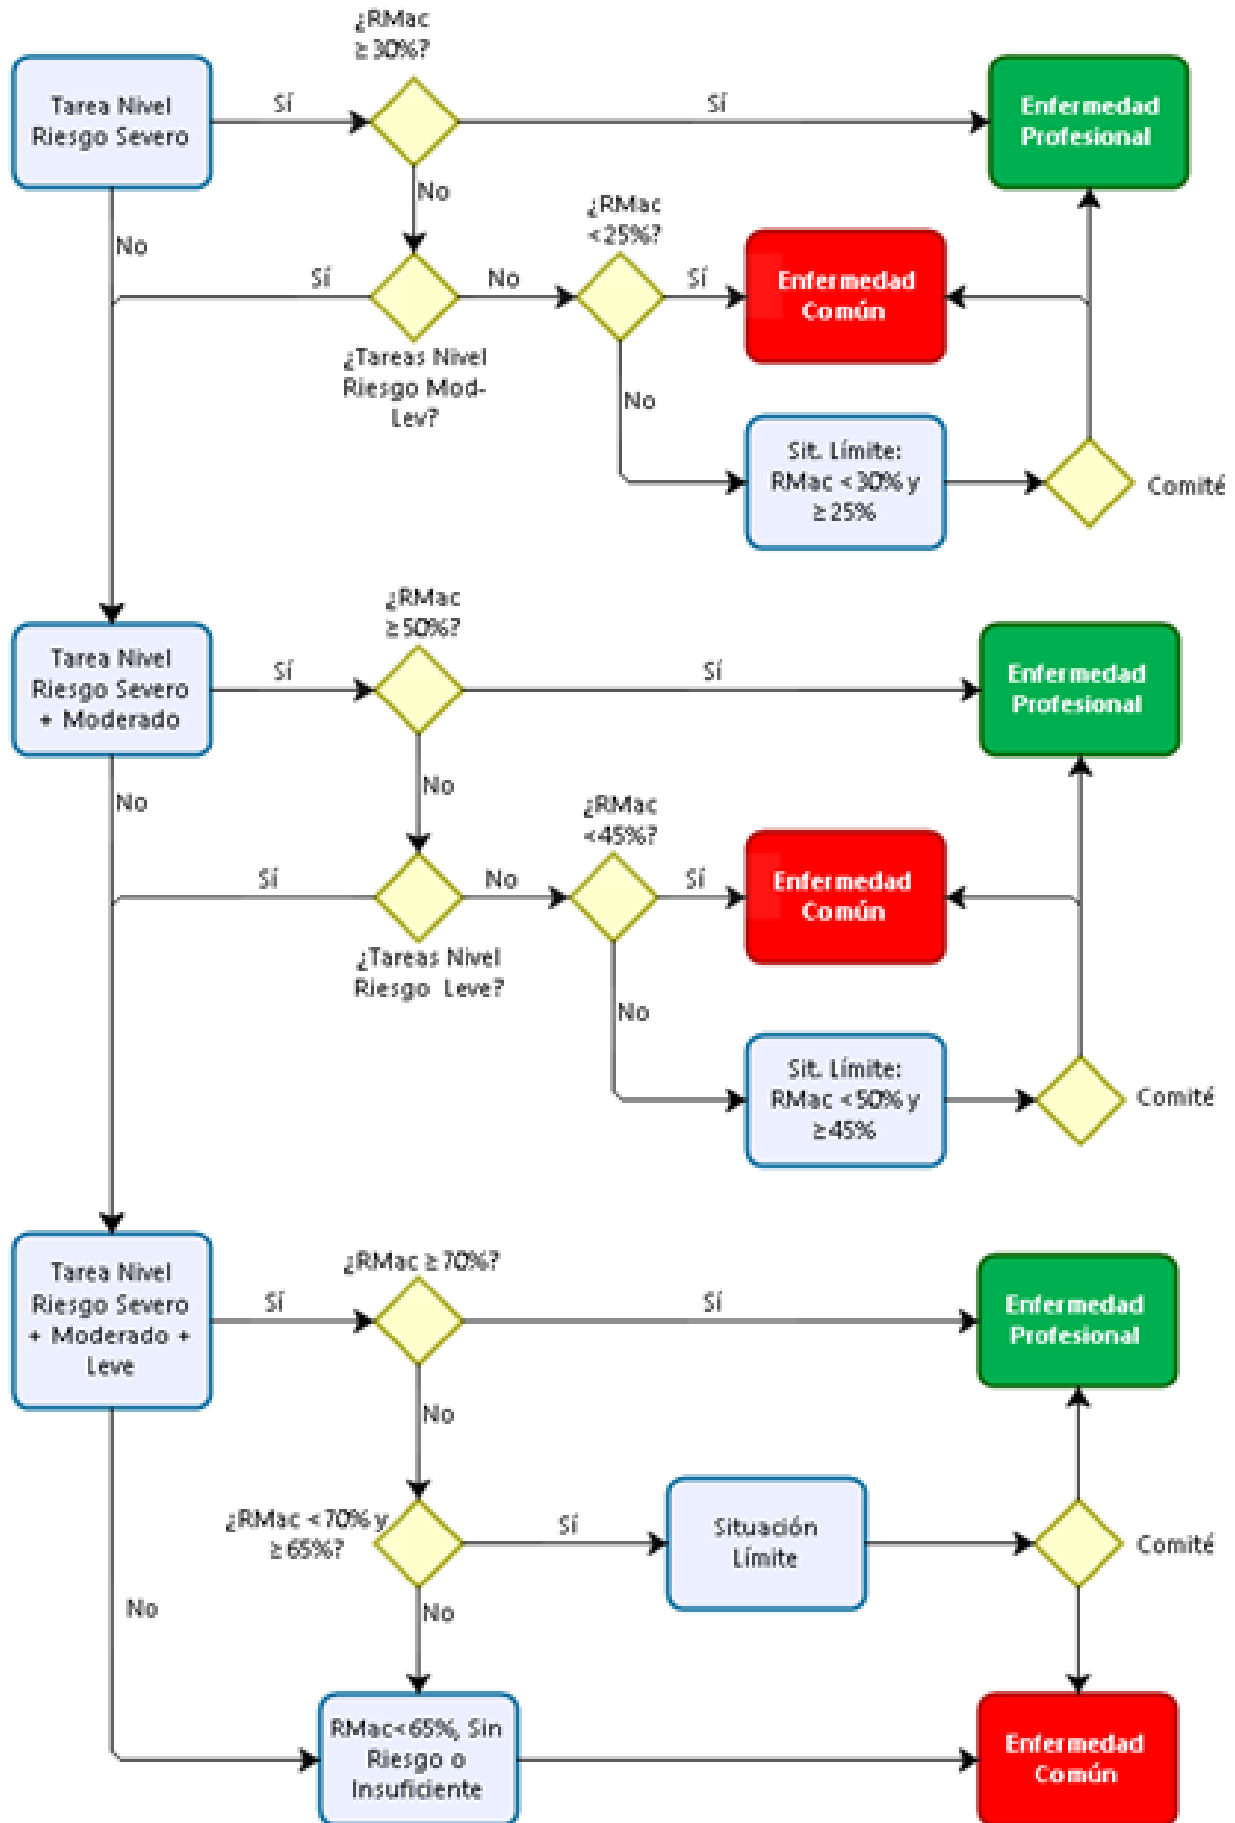 ¿RMac
≥30%?
Tarea Nivel
Riesgo Severo
Sí
Sí
Enfermedad
Profesional
No
No
¿RMac
<25%?
Sí
No
Sí
Enfermedad
Común
¿Tareas Nivel
Riesgo Mod-
Lev?
No
Sit. Límite:
RMac <30% y
≥25%
Comité
¿RMac
≥50%?
Tarea Nivel
Riesgo Severo
+ Moderado
Sí
Sí
Enfermedad
Profesional
No
No
¿RMac
<45%?
Sí
No
Sí
Enfermedad
Común
¿Tareas Nivel
Riesgo Leve?
No
Sit. Límite:
RMac <50% y
≥45%
Comité
¿RMac ≥70%?
Tarea Nivel
Riesgo Severo
+ Moderado +
Leve
Sí
Sí
Enfermedad
Profesional
No
¿RMac <70% y
≥65%?
Sí
Situación
Límite
Comité
No
No
RMac<65%, Sin
Riesgo o
Insuficiente
Enfermedad
Común